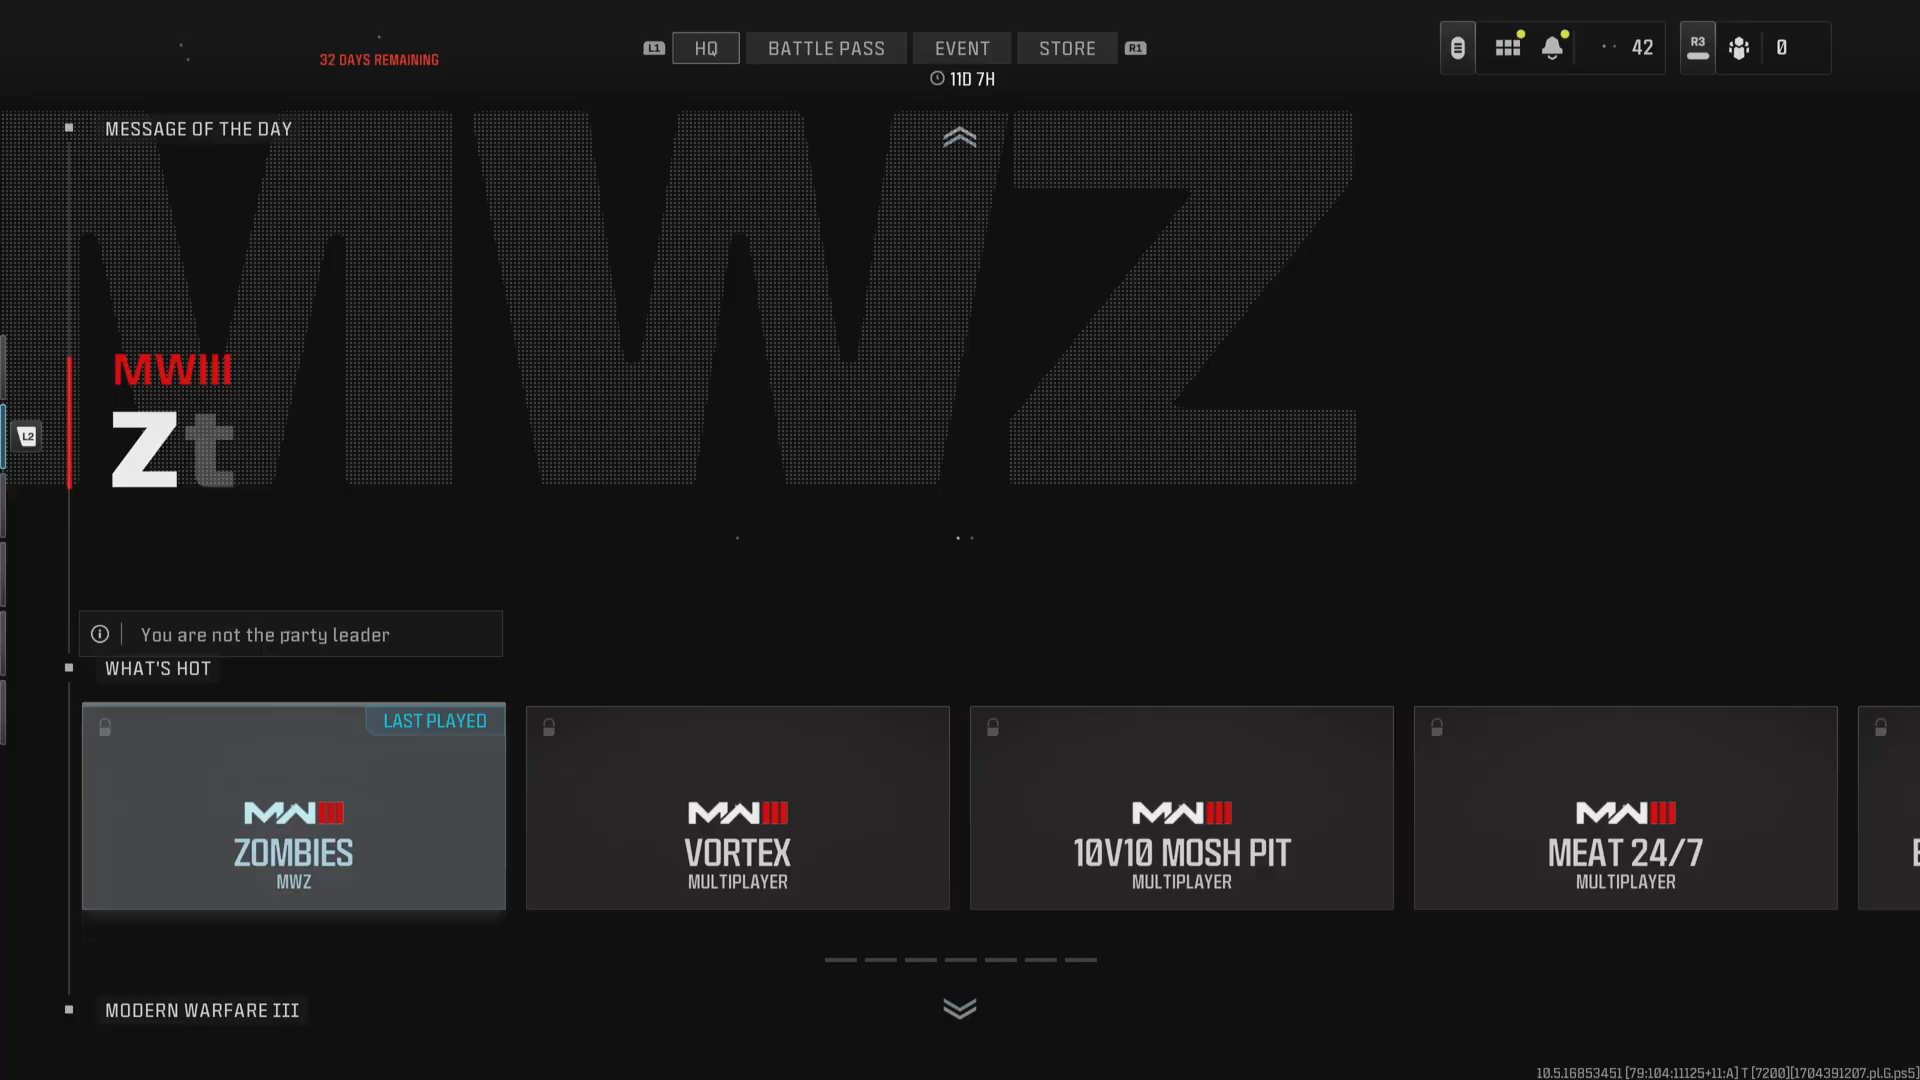 32 DAYS REMAINING
L1 HQ BATTLE PASS EVENT STORE R1
11D 7H
42
R3
0
MESSAGE OF THE DAY
MWZ
MWIII
zt
L2
You are not the party leader
WHAT'S HOT
LAST PLAYED
MWIII
ZOMBIES
MWZ
MWIII
VORTEX
MULTIPLAYER
MWIII
10V10 MOSH PIT
MULTIPLAYER
MWIII
MEAT 24/7
MULTIPLAYER
MODERN WARFARE III
10.5.16853451 [79:104:11125+11:A] T [7200][1704391207.pl.G.ps5]